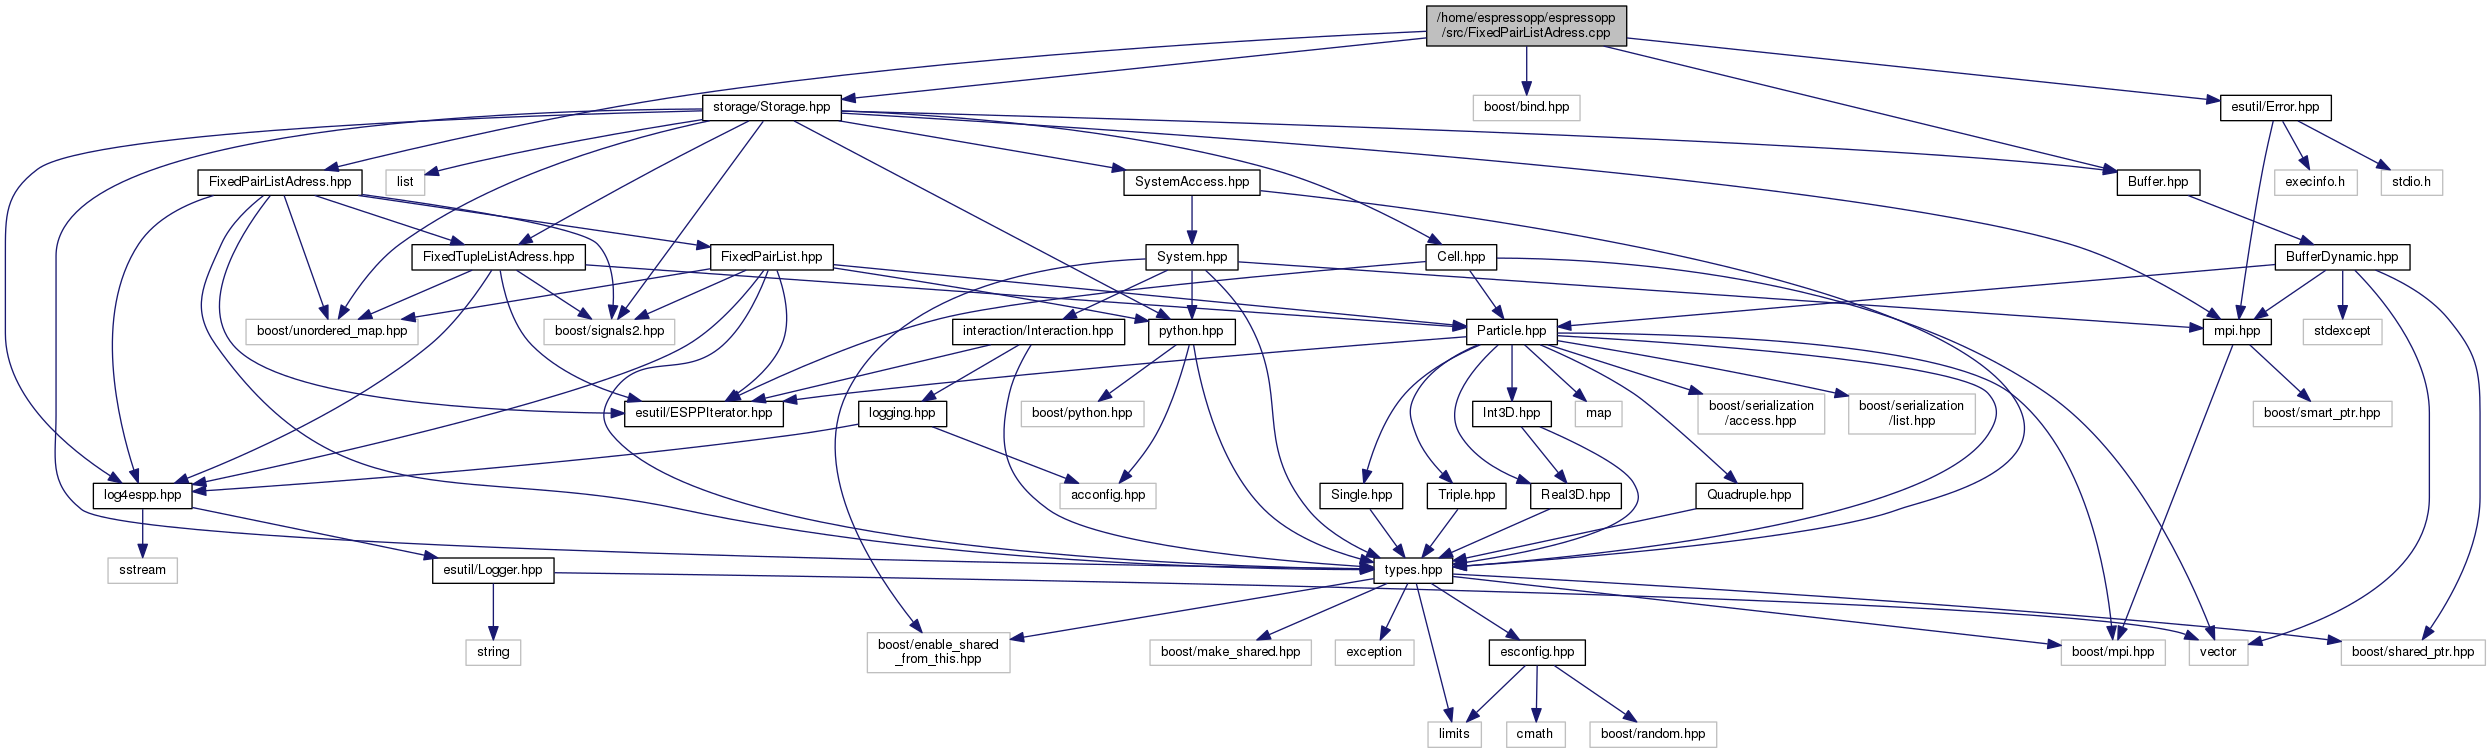 /home/espressopp/espressopp
/src/FixedPairListAdress.cpp
storage/Storage.hpp
boost/bind.hpp
esutil/Error.hpp
FixedPairListAdress.hpp
list
SystemAccess.hpp
Buffer.hpp
execinfo.h
stdio.h
FixedTupleListAdress.hpp
FixedPairList.hpp
System.hpp
Cell.hpp
BufferDynamic.hpp
boost/unordered_map.hpp
boost/signals2.hpp
interaction/Interaction.hpp
python.hpp
Particle.hpp
mpi.hpp
stdexcept
esutil/ESPPIterator.hpp
logging.hpp
boost/python.hpp
Int3D.hpp
map
boost/serialization
/access.hpp
boost/serialization
/list.hpp
boost/smart_ptr.hpp
log4espp.hpp
acconfig.hpp
Single.hpp
Triple.hpp
Real3D.hpp
Quadruple.hpp
sstream
esutil/Logger.hpp
types.hpp
string
boost/enable_shared
_from_this.hpp
boost/make_shared.hpp
exception
esconfig.hpp
boost/mpi.hpp
vector
boost/shared_ptr.hpp
limits
cmath
boost/random.hpp